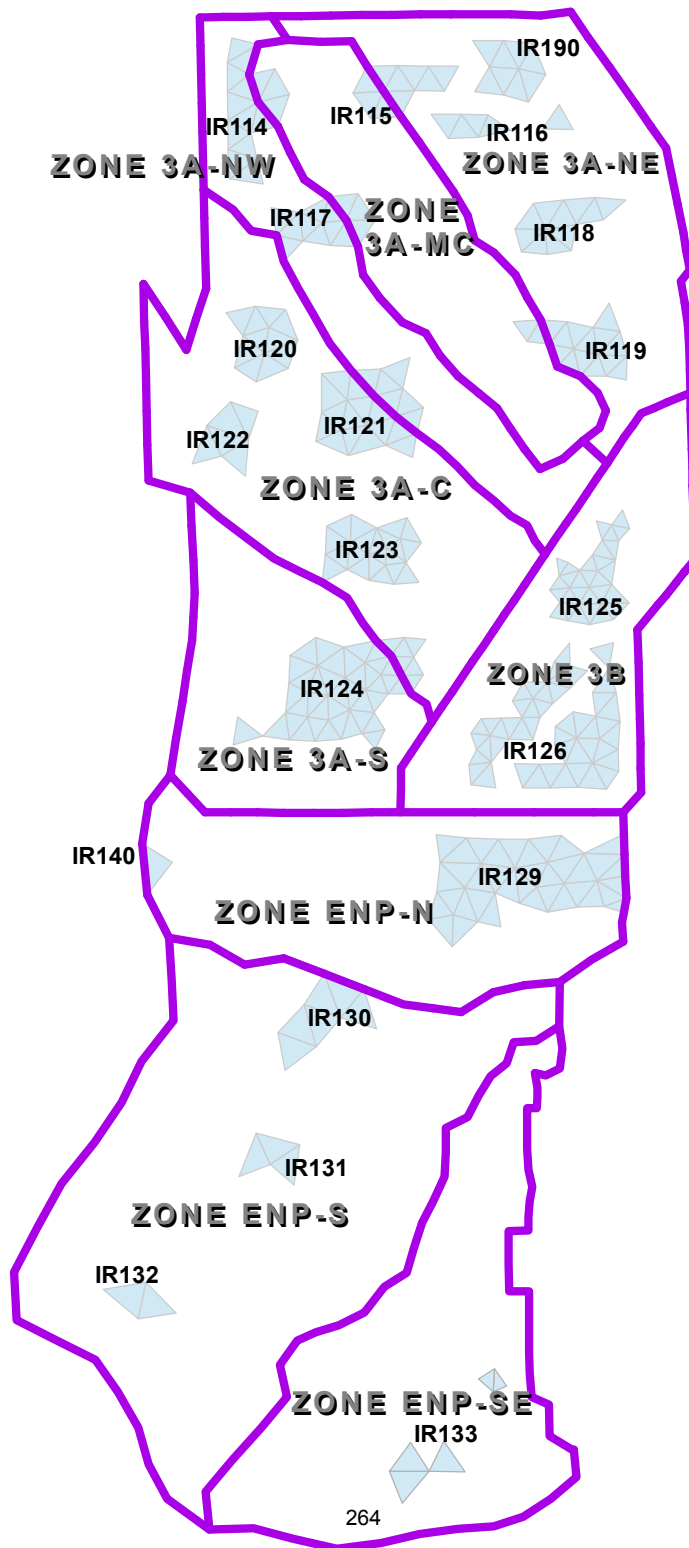 IR190
IR115
IR114
IR116
ZONE 3A-NW
ZONE 3A-NE
IR117
ZONE
3A-MC
IR118
IR120
IR119
IR121
IR122
ZONE 3A-C
IR123
IR125
ZONE 3B
IR124
IR126
ZONE 3A-S
IR140
IR129
ZONE ENP-N
IR130
IR131
ZONE ENP-S
IR132
ZONE ENP-SE
IR133
264